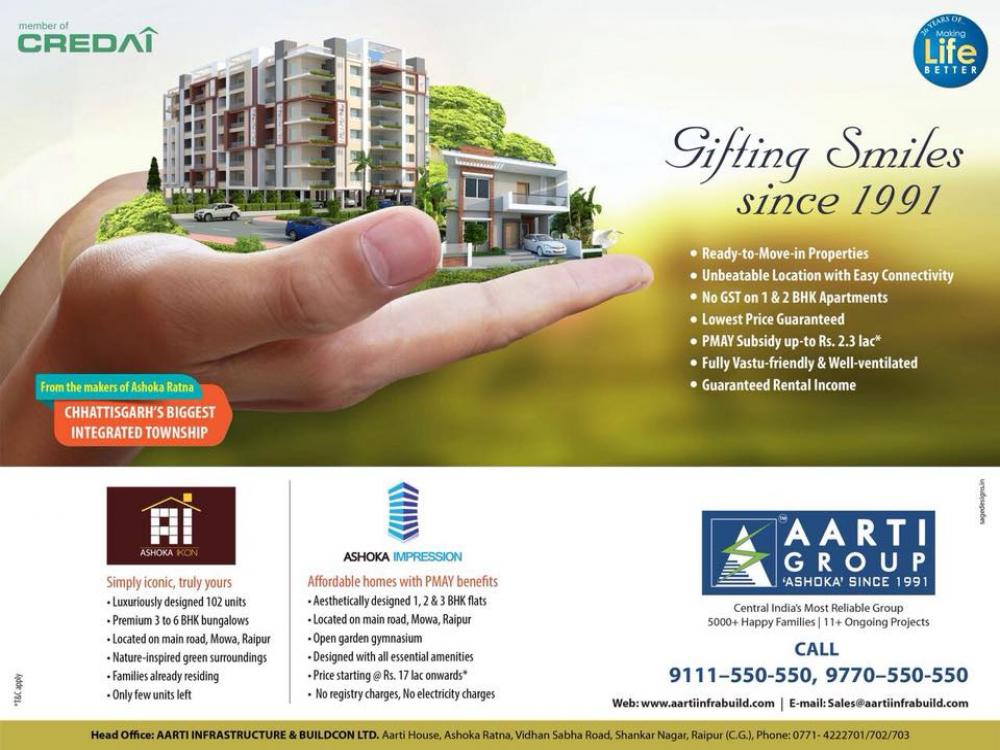 member of
CREDAI
26 YEARS OF...
Making
Life
BETTER
Gifting Smiles
since 1991
• Ready-to-Move-in Properties
• Unbeatable Location with Easy Connectivity
• No GST on 1 & 2 BHK Apartments
• Lowest Price Guaranteed
• PMAY Subsidy up-to Rs. 2.3 lac*
• Fully Vastu-friendly & Well-ventilated
• Guaranteed Rental Income
From the makers of Ashoka Ratna
CHHATTISGARH'S BIGGEST
INTEGRATED TOWNSHIP
Ai
ASHOKA IKON
Simply iconic, truly yours
• Luxuriously designed 102 units
• Premium 3 to 6 BHK bungalows
• Located on main road, Mowa, Raipur
• Nature-inspired green surroundings
• Families already residing
• Only few units left
ASHOKA IMPRESSION
Affordable homes with PMAY benefits
• Aesthetically designed 1, 2 & 3 BHK flats
• Located on main road, Mowa, Raipur
• Open garden gymnasium
• Designed with all essential amenities
• Price starting @ Rs. 17 lac onwards*
• No registry charges, No electricity charges
TM
AARTI
GROUP
'ASHOKA' SINCE 1991
Central India's Most Reliable Group
5000+ Happy Families | 11+ Ongoing Projects
CALL
9111–550-550, 9770–550-550
Web: www.aartiinfrabuild.com | E-mail: Sales@aartiinfrabuild.com
sagedesigns.in
*T&C apply
Head Office: AARTI INFRASTRUCTURE & BUILDCON LTD. Aarti House, Ashoka Ratna, Vidhan Sabha Road, Shankar Nagar, Raipur (C.G.), Phone: 0771- 4222701/702/703